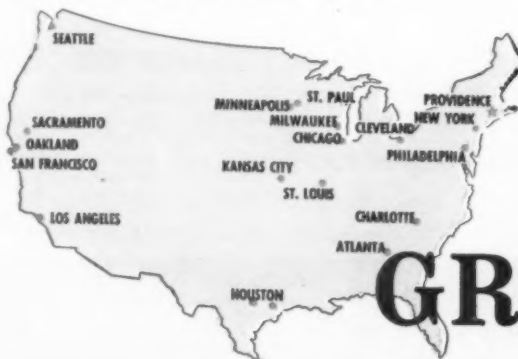 SEATTLE
ST. PAUL
MINNEAPOLIS
PROVIDENCE
MILWAUKEE
NEW YORK
SACRAMENTO
CLEVELAND
CHICAGO
OAKLAND
PHILADELPHIA
SAN FRANCISCO
KANSAS CITY
ST. LOUIS
LOS ANGELES
CHARLOTTE
ATLANTA
GR
HOUSTON